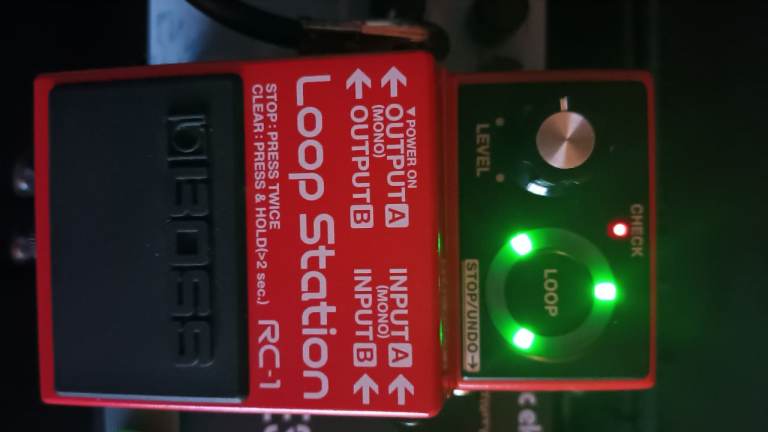 CHECK
LOOP
LEVEL
STOP/UNDO→
▼POWER ON
←OUTPUT A
(MONO)
INPUT A←
(MONO)
←OUTPUT B
INPUT B←
Loop Station
RC-1
STOP : PRESS TWICE
CLEAR : PRESS & HOLD(>2 sec.)
BOSS